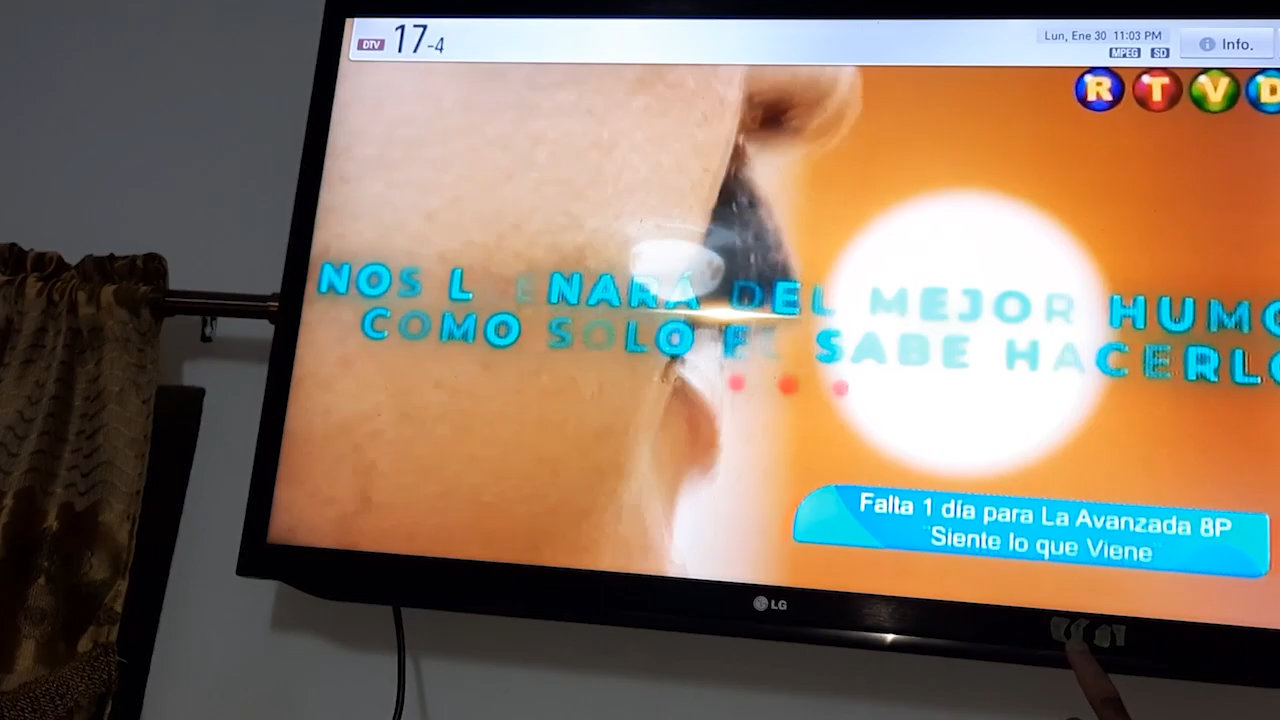 DTV 17-4
Lun, Ene 30 11:03 PM
MPEG SD
Info.
R T V D
NOS L ENARÁ DEL MEJOR HUMO
COMO SOLO EL SABE HACERLO
Falta 1 día para La Avanzada 8P
"Siente lo que Viene"
LG